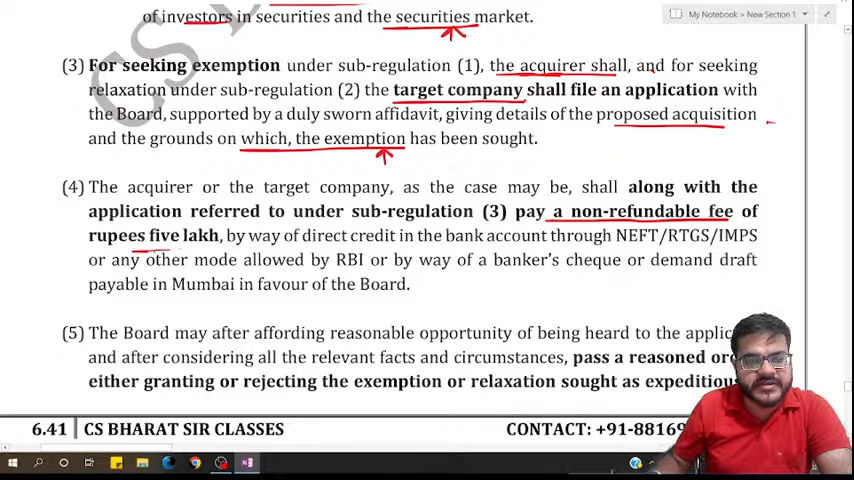 My Notebook > New Section 1
of investors in securities and the securities market.
(3) For seeking exemption under sub-regulation (1), the acquirer shall, and for seeking
relaxation under sub-regulation (2) the target company shall file an application with
the Board, supported by a duly sworn affidavit, giving details of the proposed acquisition
and the grounds on which, the exemption has been sought.
(4) The acquirer or the target company, as the case may be, shall along with the
application referred to under sub-regulation (3) pay a non-refundable fee of
rupees five lakh, by way of direct credit in the bank account through NEFT/RTGS/IMPS
or any other mode allowed by RBI or by way of a banker's cheque or demand draft
payable in Mumbai in favour of the Board.
(5) The Board may after affording reasonable opportunity of being heard to the applic
and after considering all the relevant facts and circumstances, pass a reasoned or
either granting or rejecting the exemption or relaxation sought as expeditious
6.41 CS BHARAT SIR CLASSES CONTACT: +91-8816
CS